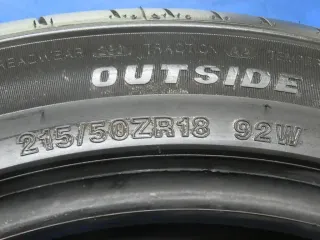 TREADWEAR TRACTION
OUTSIDE
215/50ZR18 92W